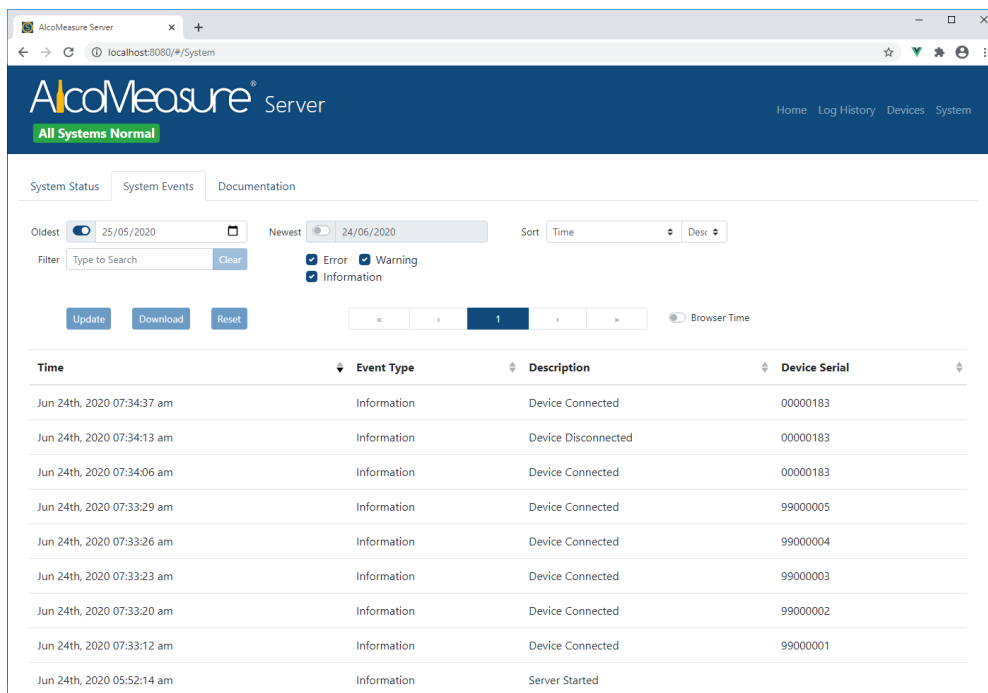 AlcoMeasure Server
localhost:8080/#/System
AlcoMeasure® Server
Home Log History Devices System
All Systems Normal
System Status System Events Documentation
Oldest 25/05/2020 Newest 24/06/2020 Sort Time Desc
Filter Type to Search Clear Error Warning
Information
Update Download Reset « ‹ 1 › » Browser Time
Time Event Type Description Device Serial
Jun 24th, 2020 07:34:37 am Information Device Connected 00000183
Jun 24th, 2020 07:34:13 am Information Device Disconnected 00000183
Jun 24th, 2020 07:34:06 am Information Device Connected 00000183
Jun 24th, 2020 07:33:29 am Information Device Connected 99000005
Jun 24th, 2020 07:33:26 am Information Device Connected 99000004
Jun 24th, 2020 07:33:23 am Information Device Connected 99000003
Jun 24th, 2020 07:33:20 am Information Device Connected 99000002
Jun 24th, 2020 07:33:12 am Information Device Connected 99000001
Jun 24th, 2020 05:52:14 am Information Server Started